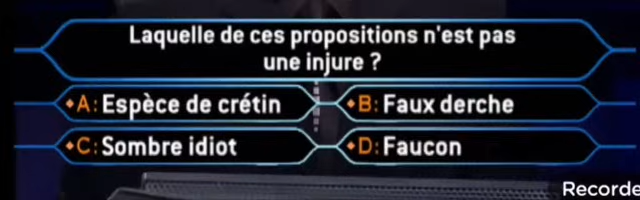 Laquelle de ces propositions n'est pas
une injure ?
A: Espèce de crétin
B: Faux derche
C: Sombre idiot
D: Faucon
Recorde